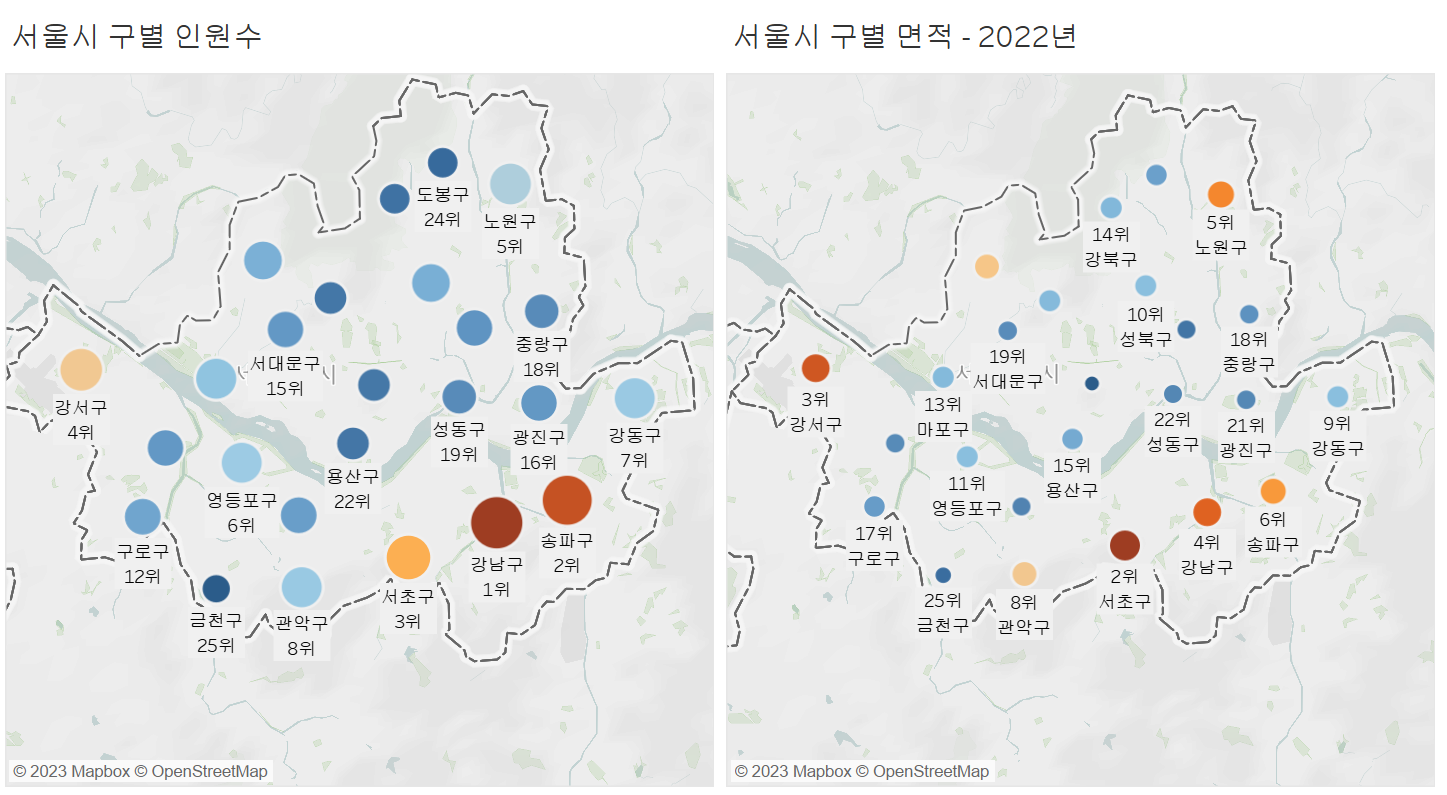 서울시 구별 인원수
도봉구
24위
노원구
5위
중랑구
18위
서대문구
15위
시
강서구
4위
성동구
19위
광진구
16위
강동구
7위
용산구
22위
영등포구
6위
구로구
12위
송파구
2위
강남구
1위
서초구
3위
금천구
25위
관악구
8위
© 2023 Mapbox © OpenStreetMap
서울시 구별 면적 - 2022년
5위
노원구
14위
강북구
10위
성북구
18위
중랑구
19위
서대문구
시
3위
강서구
13위
마포구
22위
성동구
21위
광진구
9위
강동구
15위
용산구
11위
영등포구
17위
구로구
6위
송파구
4위
강남구
2위
서초구
25위
금천구
8위
관악구
© 2023 Mapbox © OpenStreetMap